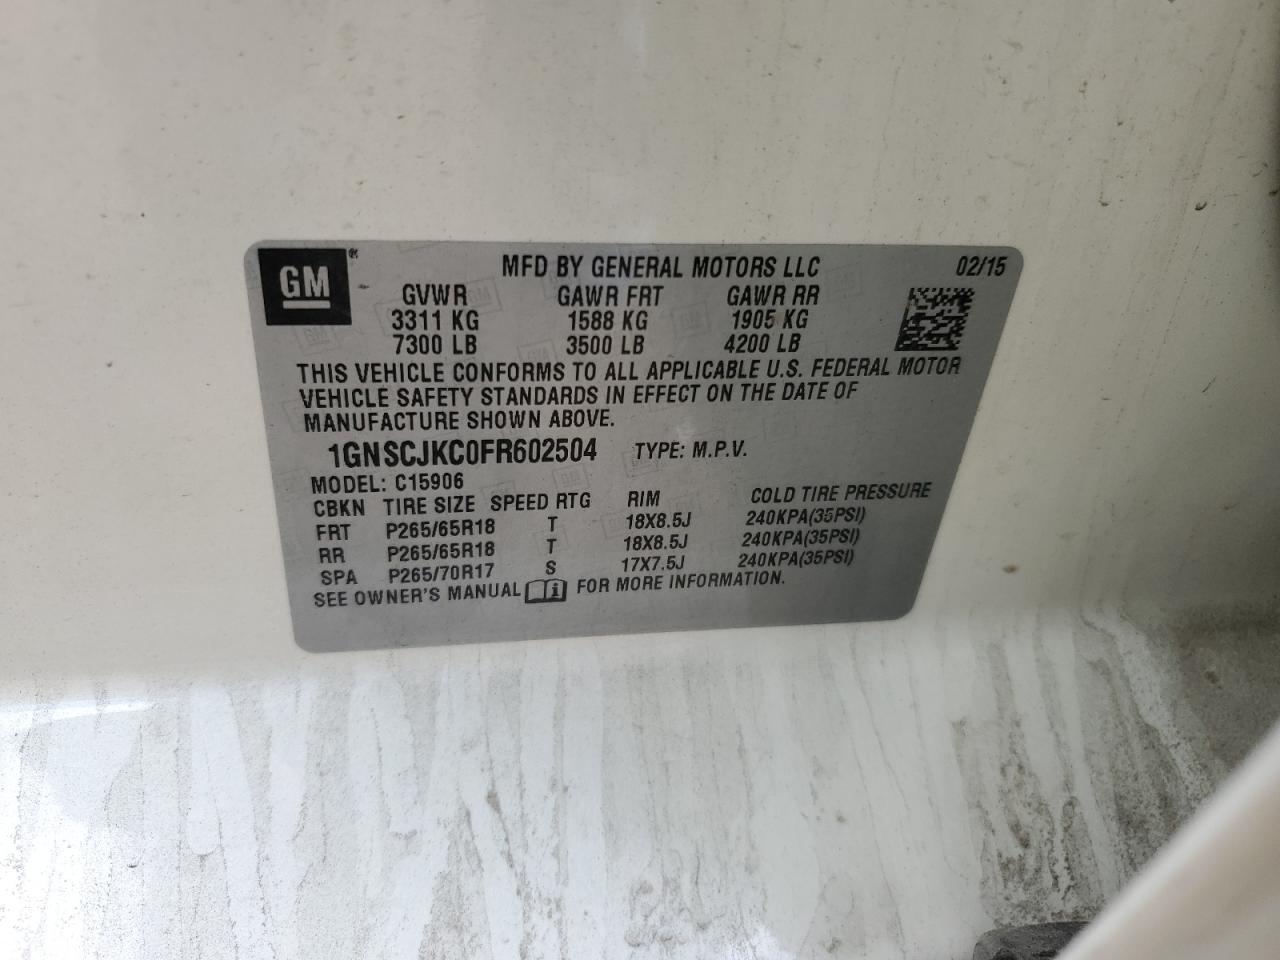 GM® MFD BY GENERAL MOTORS LLC 02/15
GVWR GAWR FRT GAWR RR
3311 KG 1588 KG 1905 KG
7300 LB 3500 LB 4200 LB
THIS VEHICLE CONFORMS TO ALL APPLICABLE U.S. FEDERAL MOTOR
VEHICLE SAFETY STANDARDS IN EFFECT ON THE DATE OF
MANUFACTURE SHOWN ABOVE.
1GNSCJKC0FR602504 TYPE: M.P.V.
MODEL: C15906
CBKN TIRE SIZE SPEED RTG RIM COLD TIRE PRESSURE
FRT P265/65R18 T 18X8.5J 240KPA(35PSI)
RR P265/65R18 T 18X8.5J 240KPA(35PSI)
SPA P265/70R17 S 17X7.5J 240KPA(35PSI)
SEE OWNER'S MANUAL i FOR MORE INFORMATION.